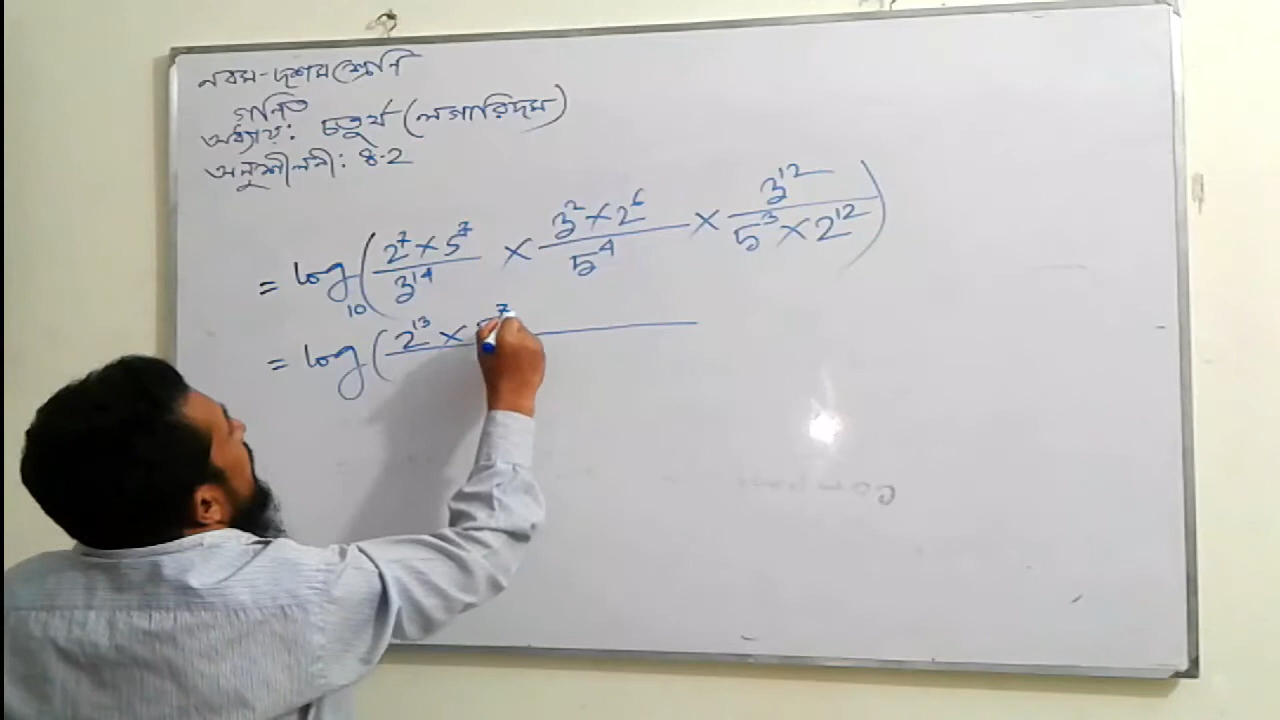 নবম-দশম শ্রেণি
গণিত
অধ্যায়: চতুর্থ (লগারিদম)
অনুশীলনী: ৪.২
= log₁₀ ( (2⁷ × 5⁷)/3¹⁴ × (3² × 2⁶)/5⁴ × 3¹²/(5³ × 2¹²) )
= log ( 2¹³ ×